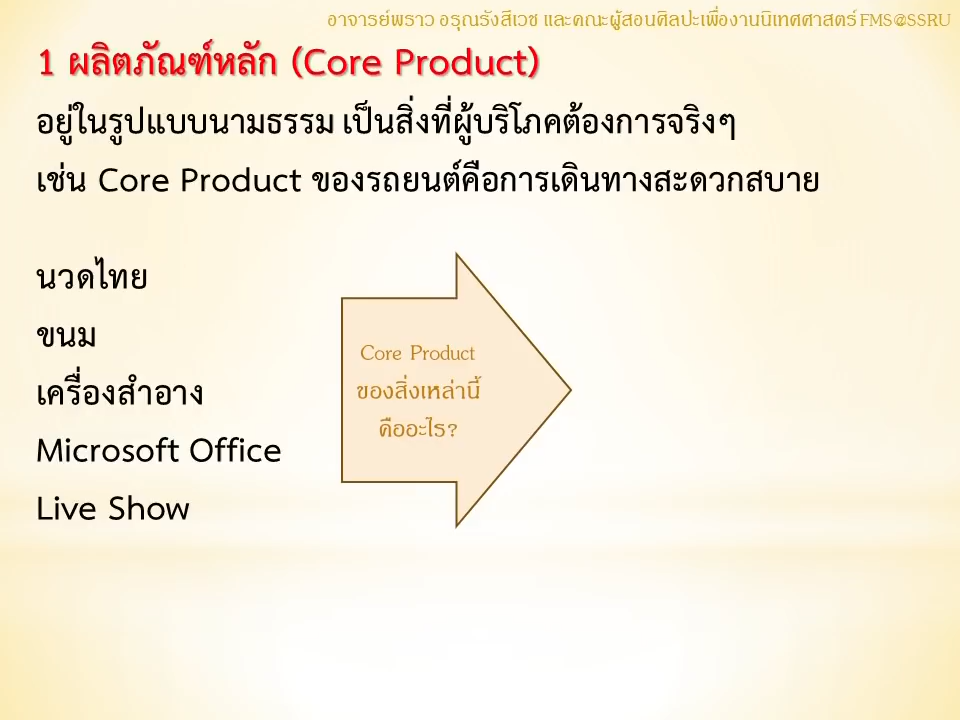 อาจารย์พราว อรุณรังสีเวช และคณะผู้สอนศิลปะเพื่องานนิเทศศาสตร์ FMS@SSRU
1 ผลิตภัณฑ์หลัก (Core Product)
อยู่ในรูปแบบนามธรรม เป็นสิ่งที่ผู้บริโภคต้องการจริงๆ
เช่น Core Product ของรถยนต์คือการเดินทางสะดวกสบาย
นวดไทย
ขนม
เครื่องสำอาง
Microsoft Office
Live Show
Core Product
ของสิ่งเหล่านี้
คืออะไร?